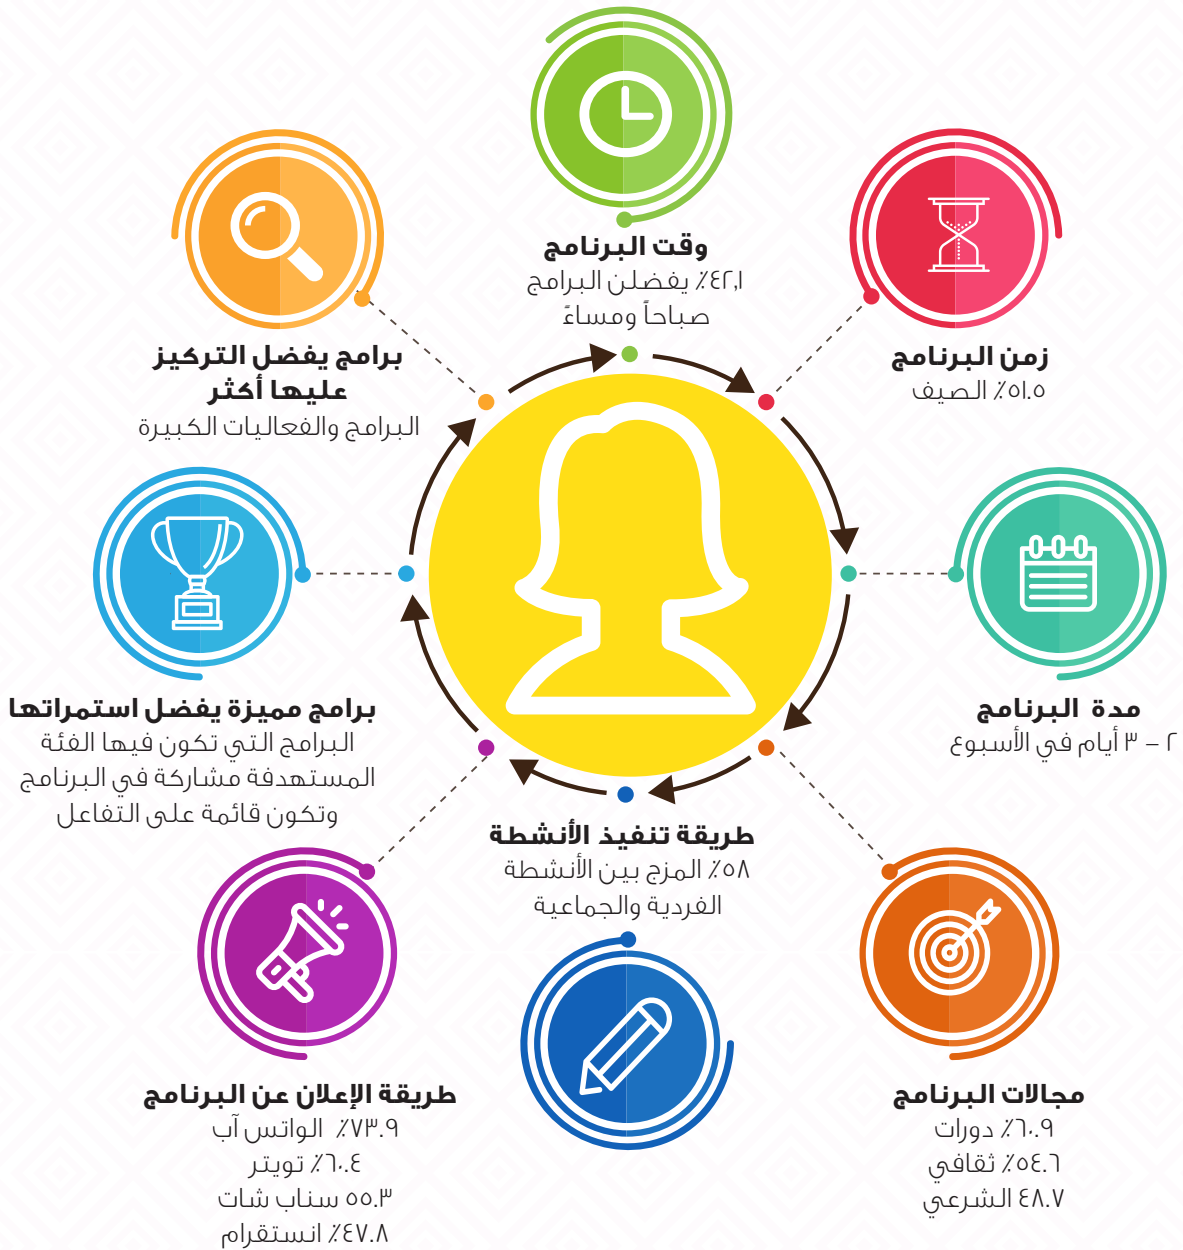 وقت البرنامج
٤٢,١٪ يفضلن البرامج
صباحاً ومساءً
زمن البرنامج
٥١.٥٪ الصيف
مدة البرنامج
٢ – ٣ أيام في الأسبوع
مجالات البرنامج
٦٠.٩٪ دورات
٥٤.٦٪ ثقافي
٤٨.٧ الشرعي
طريقة تنفيذ الأنشطة
٥٨٪ المزج بين الأنشطة
الفردية والجماعية
طريقة الإعلان عن البرنامج
٧٣.٩٪ الواتس آب
٦٠.٤٪ تويتر
٥٥.٣ سناب شات
٤٧.٨٪ انستقرام
برامج مميزة يفضل استمراتها
البرامج التي تكون فيها الفئة
المستهدفة مشاركة في البرنامج
وتكون قائمة على التفاعل
برامج يفضل التركيز
عليها أكثر
البرامج والفعاليات الكبيرة